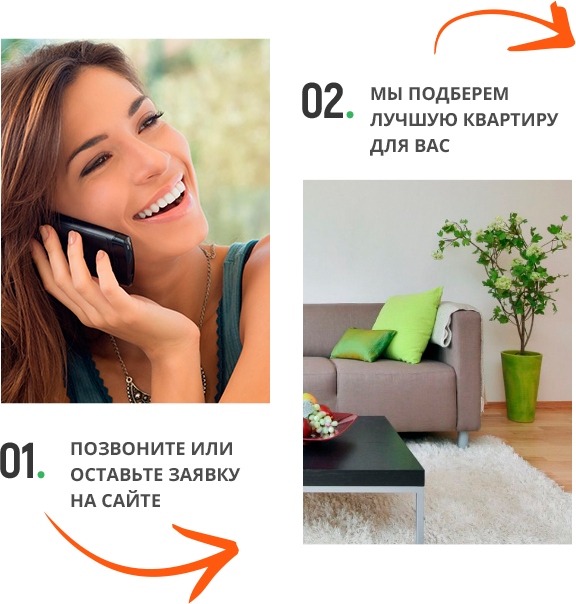 01.
ПОЗВОНИТЕ ИЛИ
ОСТАВЬТЕ ЗАЯВКУ
НА САЙТЕ
02.
МЫ ПОДБЕРЕМ
ЛУЧШУЮ КВАРТИРУ
ДЛЯ ВАС